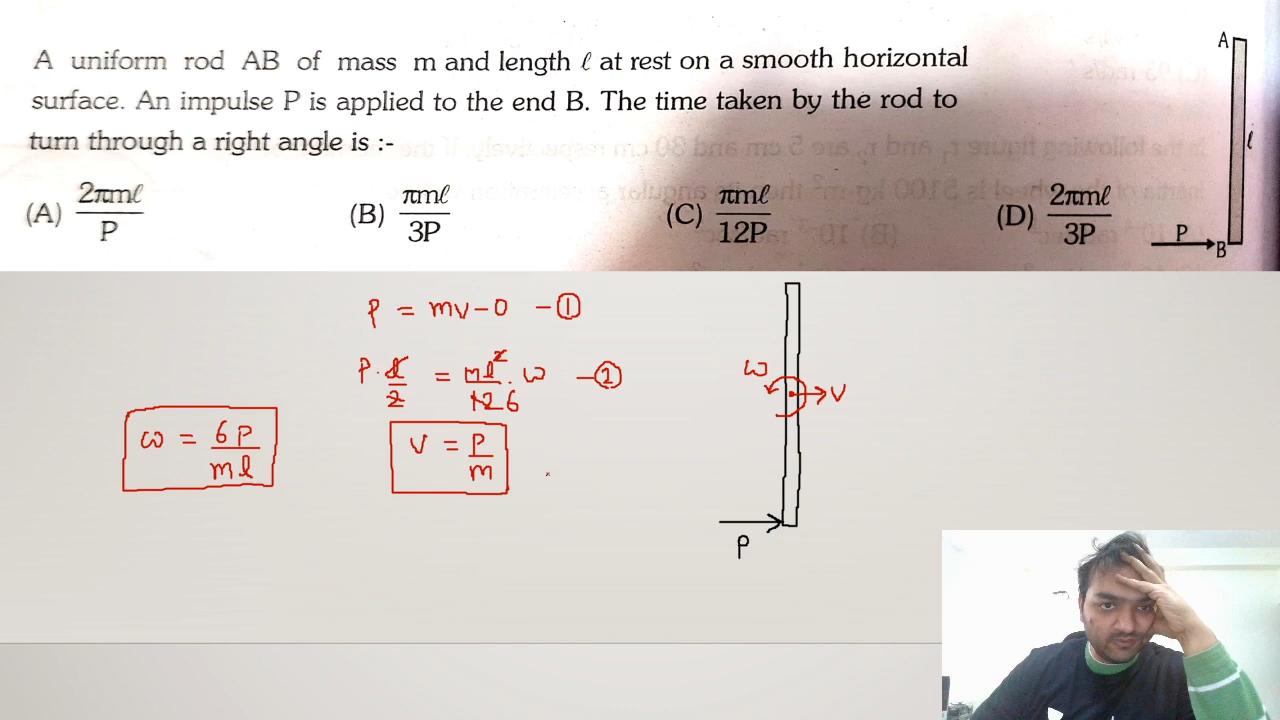 A uniform rod AB of mass m and length ℓ at rest on a smooth horizontal
surface. An impulse P is applied to the end B. The time taken by the rod to
turn through a right angle is :-
(A) 2πmℓ/P (B) πmℓ/3P (C) πmℓ/12P (D) 2πmℓ/3P
A
ℓ
P
B
P = mv-0 -①
P.ℓ/2 = mℓ²/12 6 . ω -②
ω = 6P/mℓ
v = P/m
ω
v
P